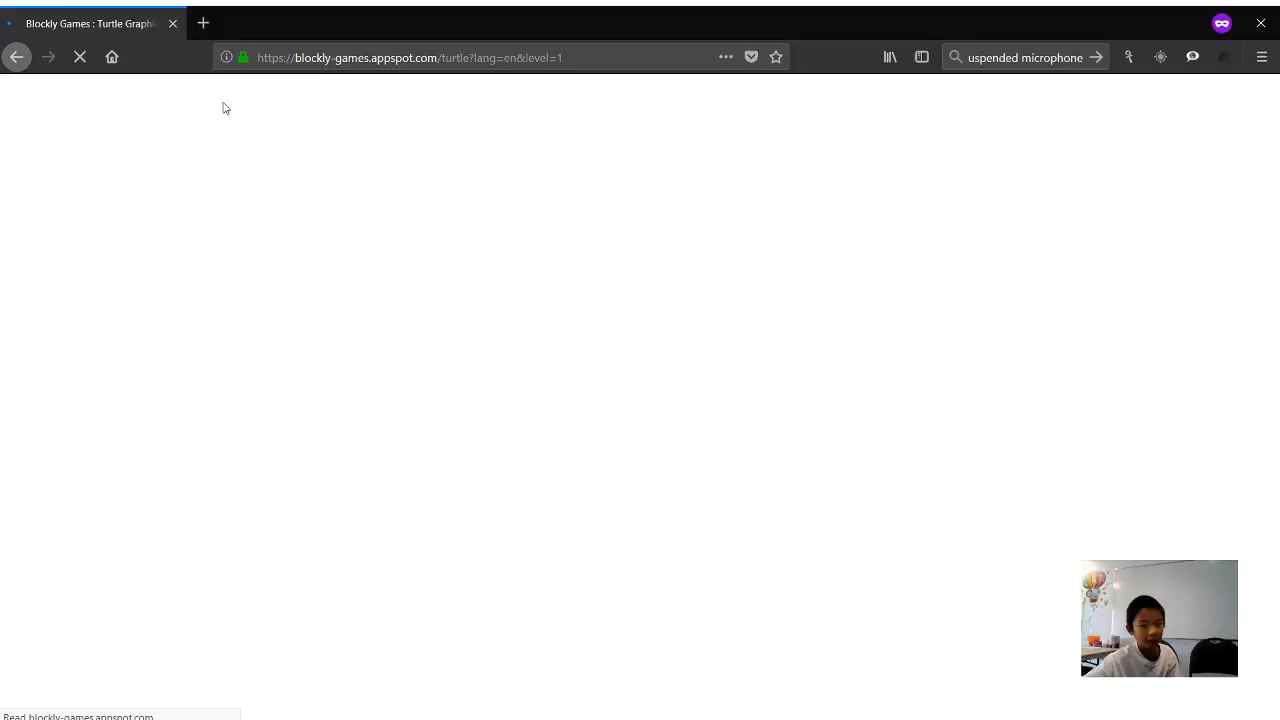 Blockly Games : Turtle Graphi
https://blockly-games.appspot.com/turtle?lang=en&level=1
uspended microphone
Read blockly-games.appspot.com